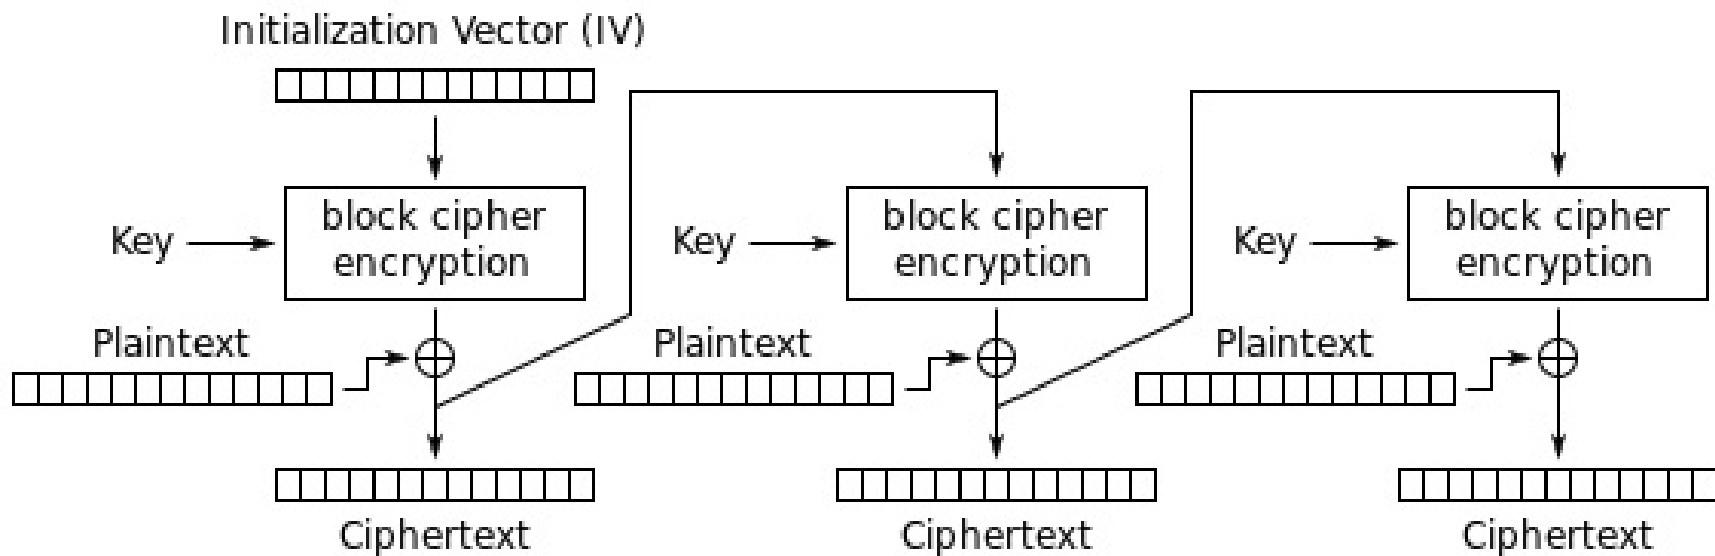 Initialization Vector (IV)
block cipher
encryption
Key
Plaintext
Ciphertext
block cipher
encryption
Key
Plaintext
Ciphertext
block cipher
encryption
Key
Plaintext
Ciphertext